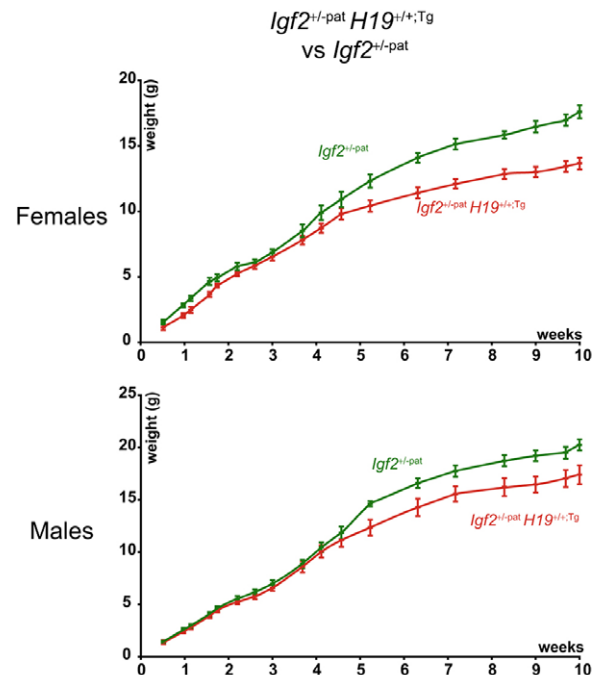 Igf2+/-pat H19+/+;Tg
vs Igf2+/-pat
Females
weight (g)
20
15
10
5
0
Igf2+/-pat
Igf2+/-pat H19+/+;Tg
weeks
0 1 2 3 4 5 6 7 8 9 10
Males
weight (g)
25
20
15
10
5
0
Igf2+/-pat
Igf2+/-pat H19+/+;Tg
weeks
0 1 2 3 4 5 6 7 8 9 10